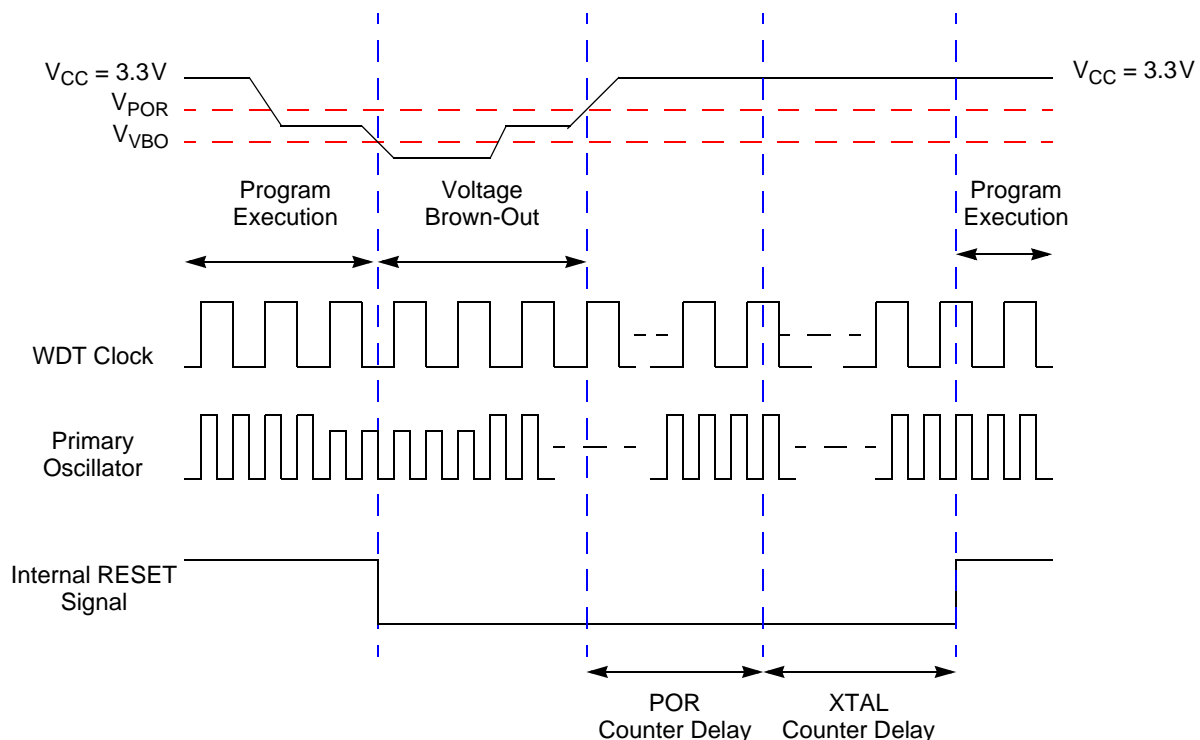 VCC = 3.3V
VCC = 3.3V
VPOR
VVBO
Program
Execution
Voltage
Brown-Out
Program
Execution
WDT Clock
Primary
Oscillator
Internal RESET
Signal
POR
Counter Delay
XTAL
Counter Delay